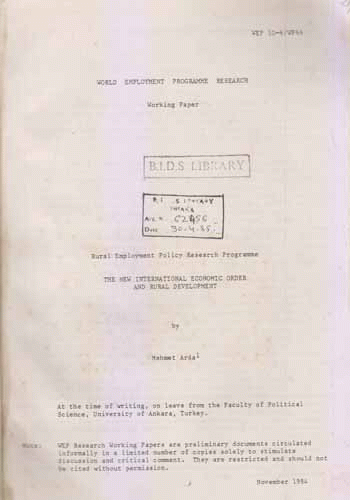 WEP 10-6/WP66
WORLD EMPLOYMENT PROGRAMME RESEARCH
Working Paper
B.I.D.S LIBRARY
Date 30.4.85
Rural Employment Policy Research Programme
THE NEW INTERNATIONAL ECONOMIC ORDER
AND RURAL DEVELOPMENT
by
Mehmet Arda1
At the time of writing, on leave from the Faculty of Political
Science, University of Ankara, Turkey.
Note: WEP Research Working Papers are preliminary documents circulated
informally in a limited number of copies solely to stimulate
discussion and critical comment. They are restricted and should not
be cited without permission.
November 1984